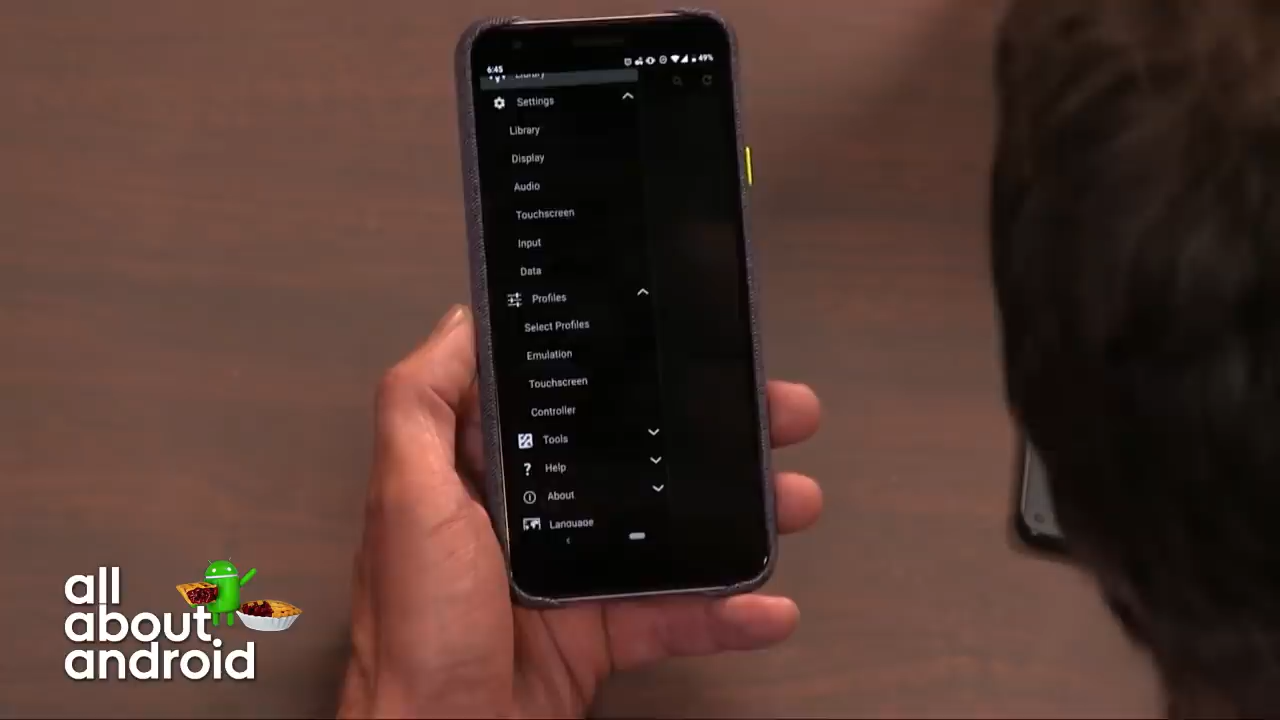 6:45
49%
Library
Settings
Library
Display
Audio
Touchscreen
Input
Data
Profiles
Select Profiles
Emulation
Touchscreen
Controller
Tools
Help
About
Language
all
about
android